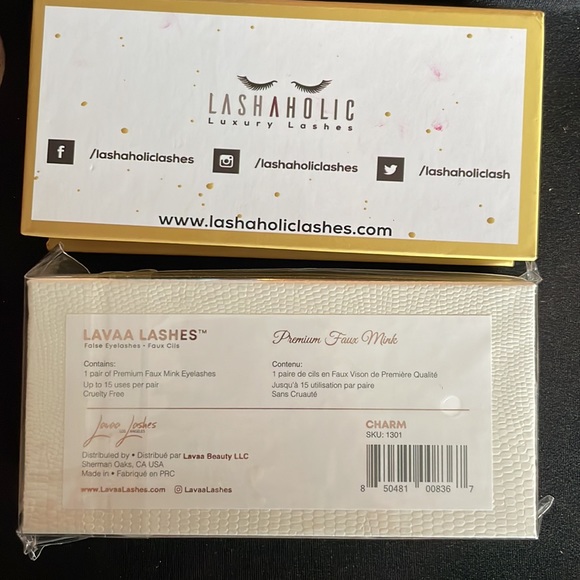 LASHAHOLIC
Luxury Lashes
f /lashaholiclashes /lashaholiclashes /lashaholiclash
www.lashaholiclashes.com
LAVAA LASHES™ Premium Faux Mink
False Eyelashes - Faux Cils
Contains: Contenu:
1 pair of Premium Faux Mink Eyelashes 1 paire de cils en Faux Vison de Première Qualité
Up to 15 uses per pair Jusqu'à 15 utilisation par paire
Cruelty Free Sans Cruauté
Lavaa Lashes CHARM
LOS ANGELES SKU: 1301
Distributed by • Distribué par Lavaa Beauty LLC
Sherman Oaks, CA USA
Made in • Fabriqué en PRC
www.LavaaLashes.com LavaaLashes
8 50481 00836 7